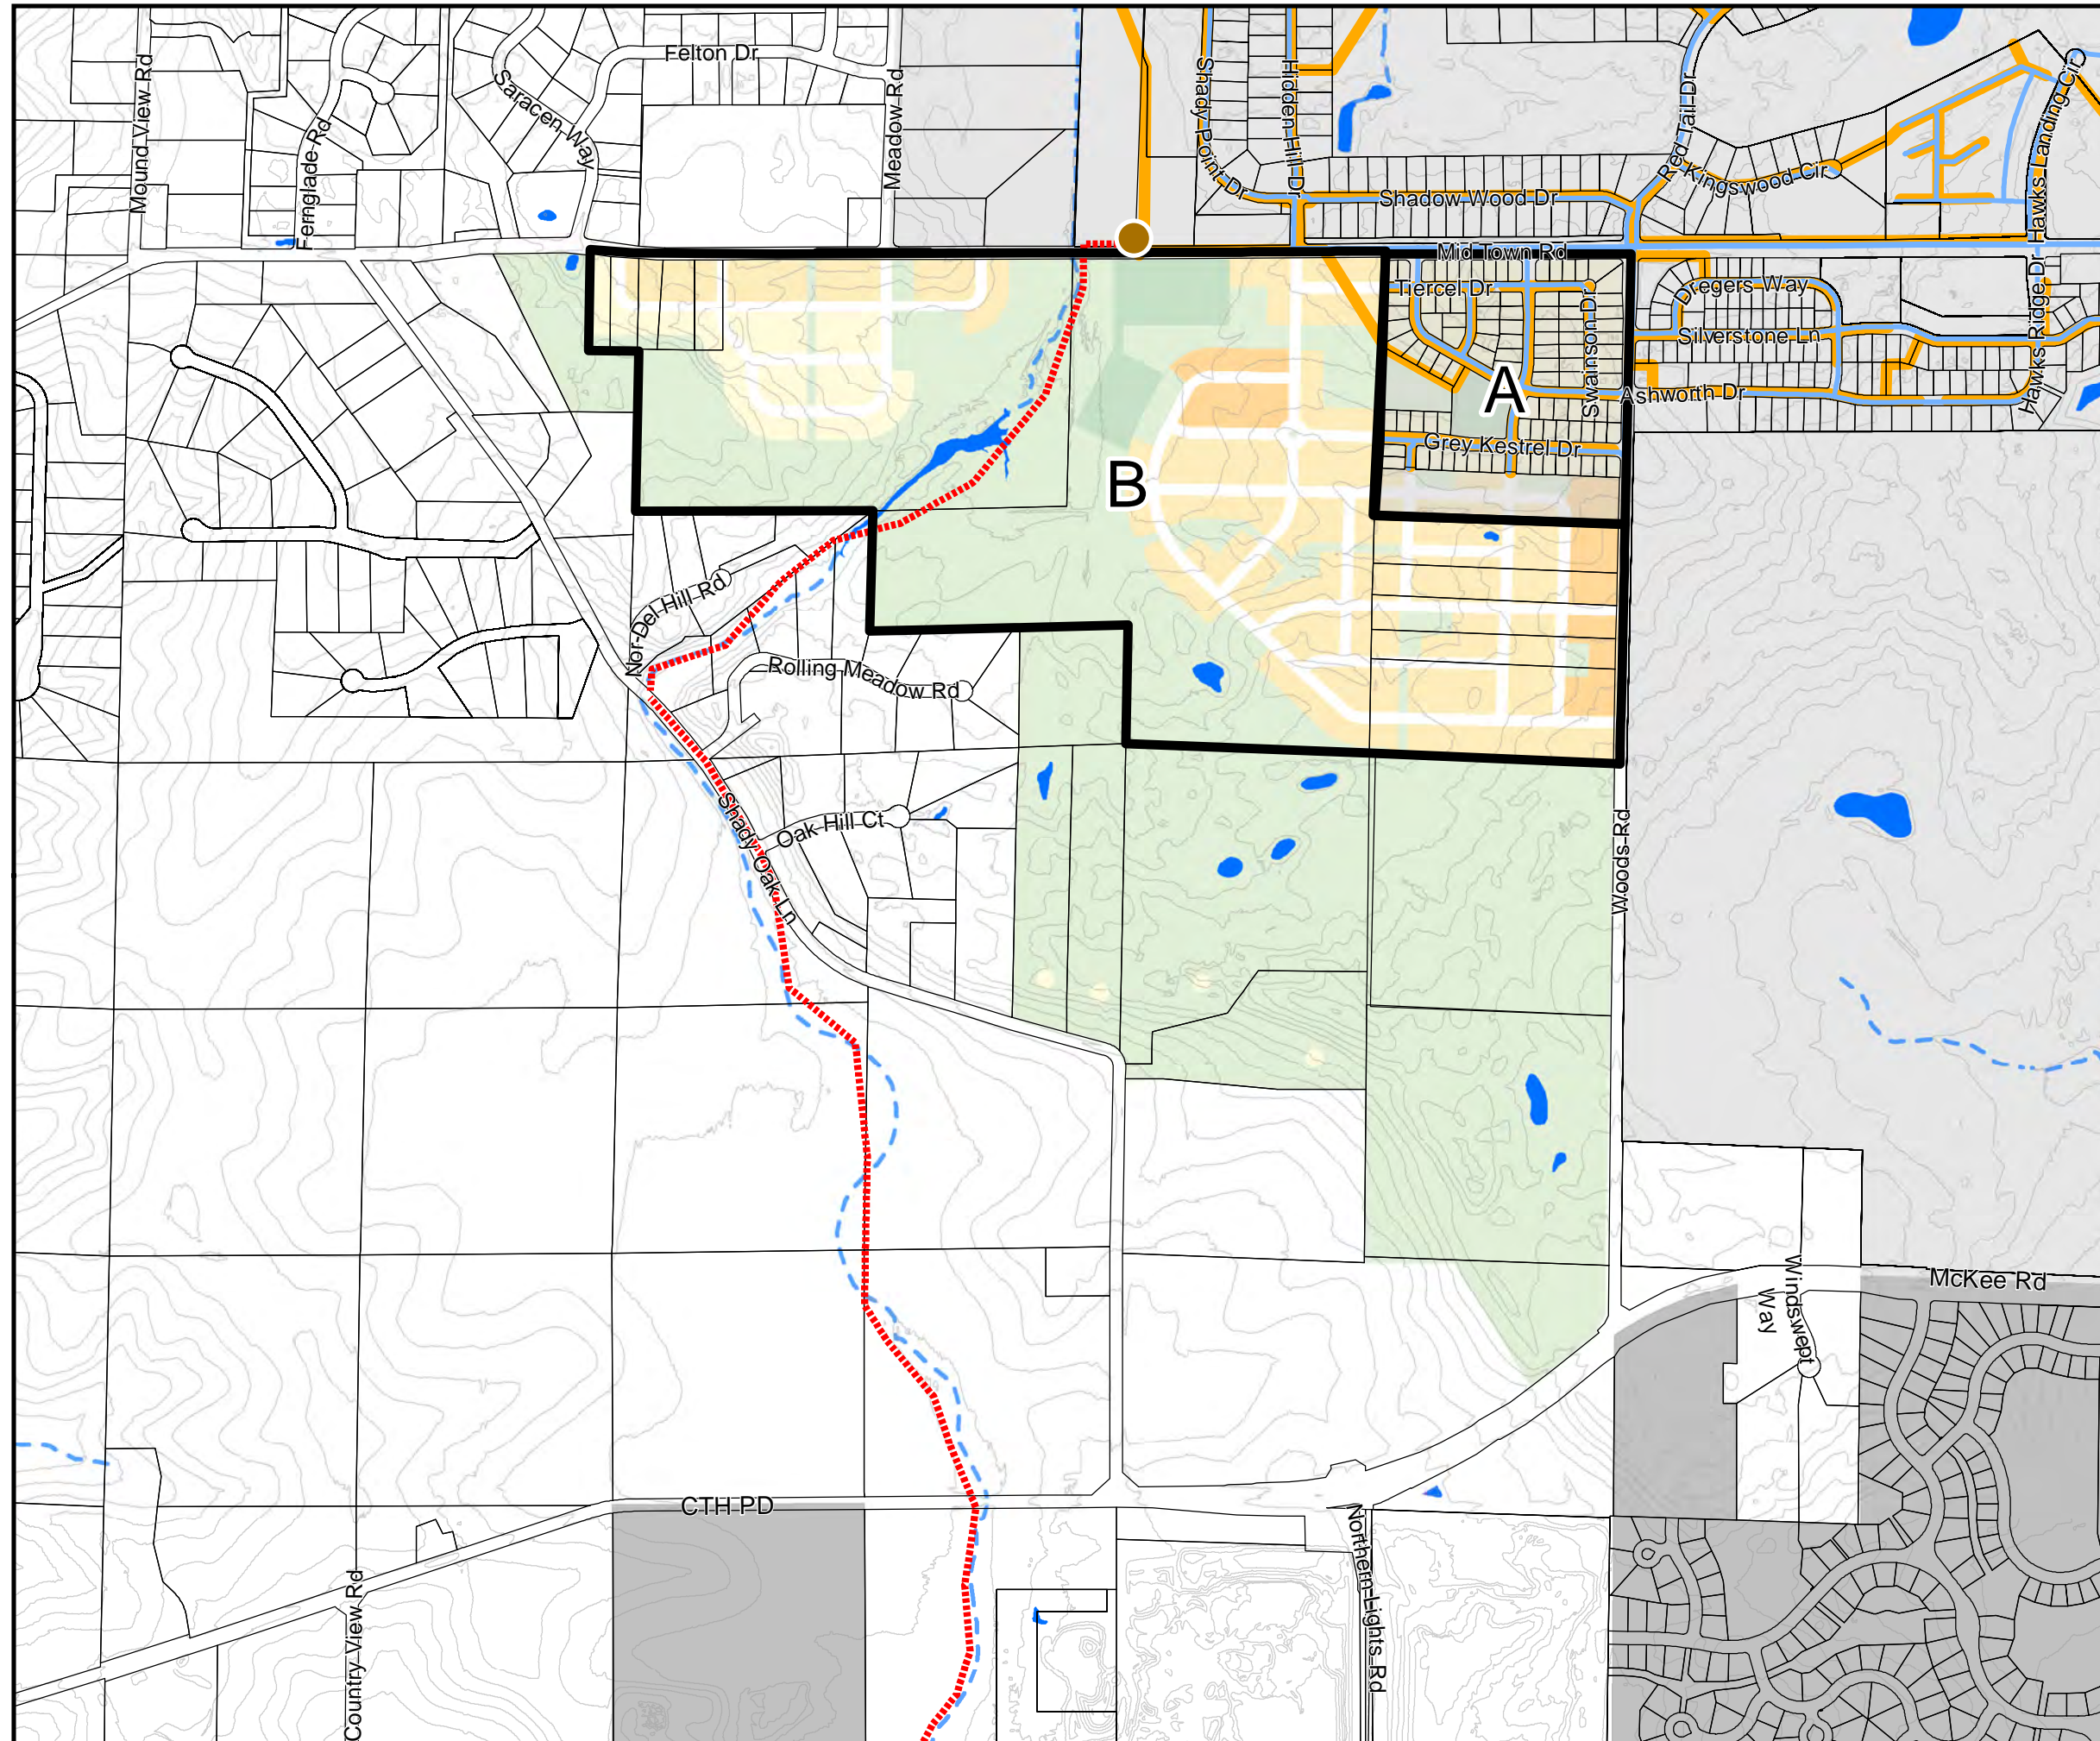 Felton Dr
Mound View Rd
Saracen Way
Meadow Rd
Fernglade Rd
Shady Point Dr
Hidden Hill Dr
Red Tail Dr
Kingswood Cir
Hawks Landing Cir
Shadow Wood Dr
Mid Town Rd
Tiercel Dr
Dregers Way
Swainson Dr
Silverstone Ln
Hawks Ridge Dr
A
Ashworth Dr
Grey Kestrel Dr
B
Nor-Del Hill Rd
Rolling Meadow Rd
Shady Oak Ln
Oak Hill Ct
Woods Rd
McKee Rd
Windswept
Way
CTH PD
Northern Lights Rd
Country View Rd